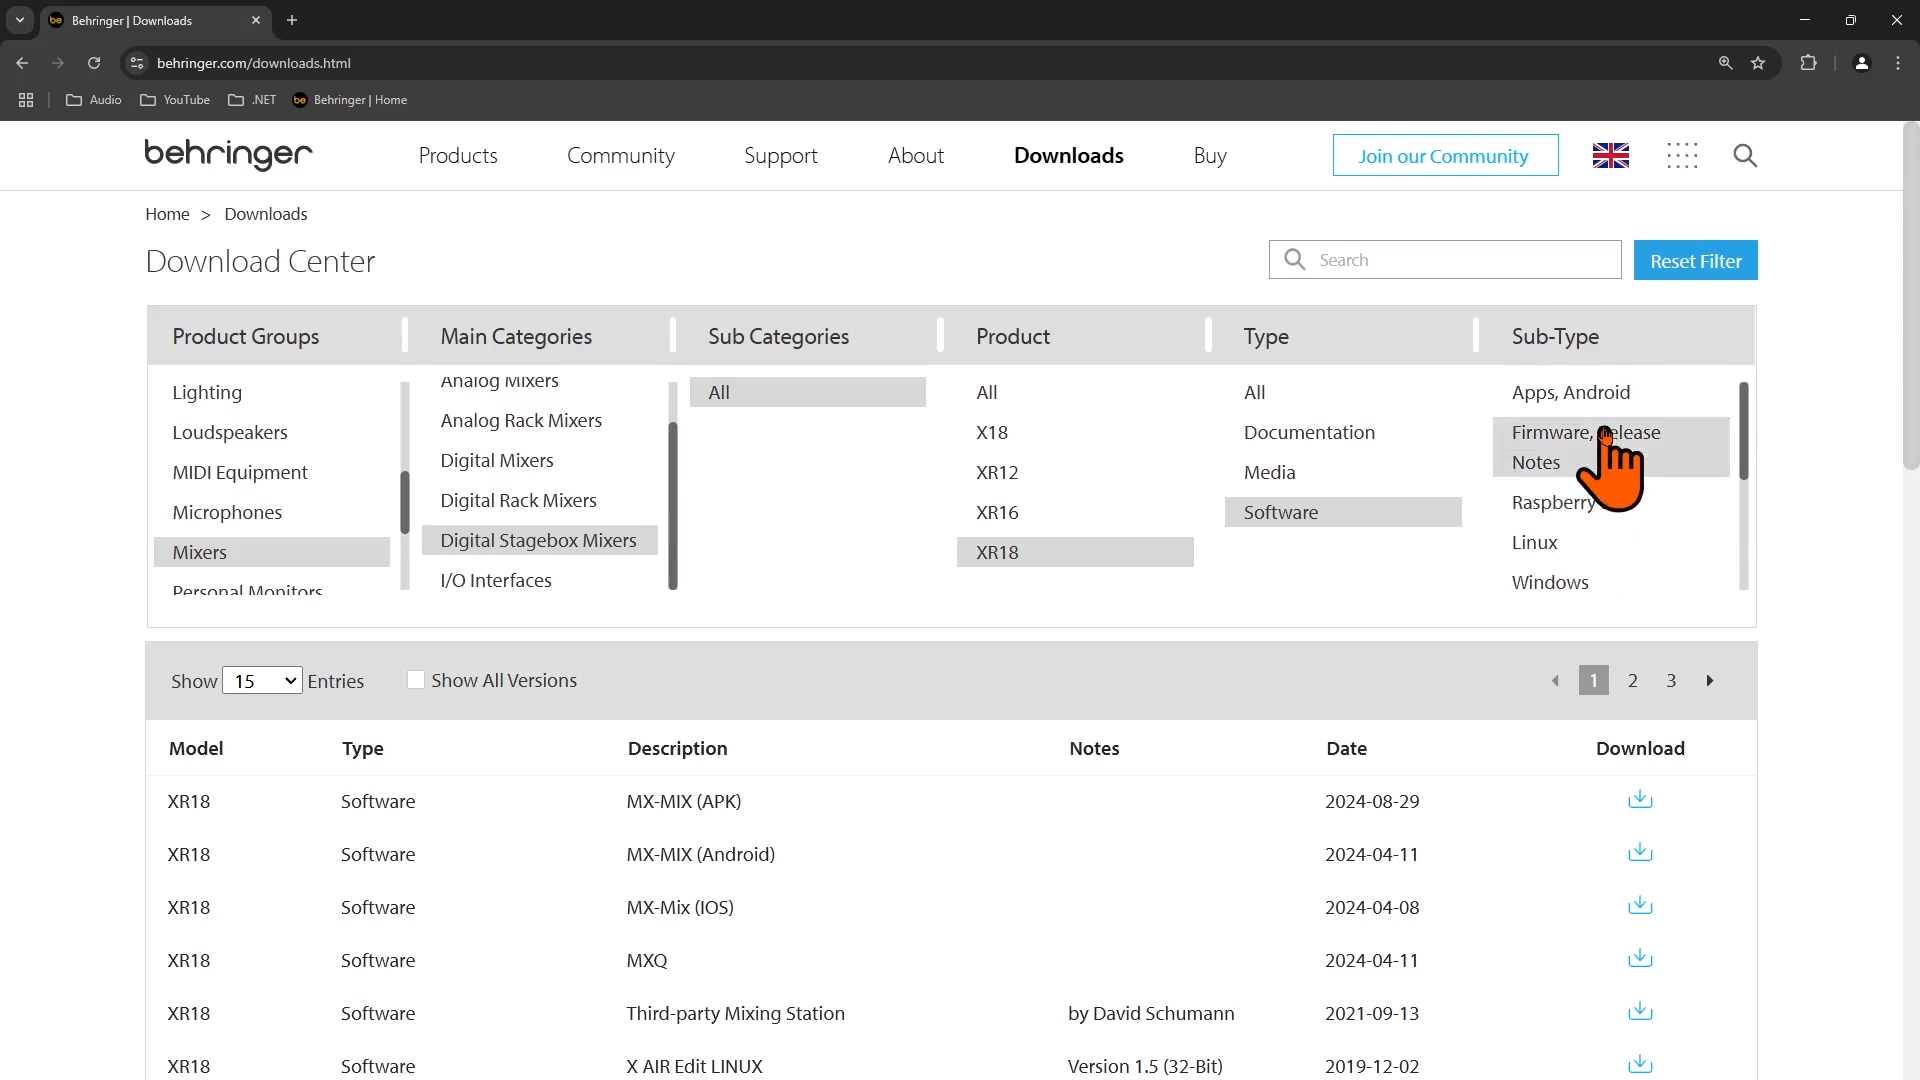 Behringer | Downloads
behringer.com/downloads.html
Audio
YouTube
.NET
Behringer | Home
behringer
Products
Community
Support
About
Downloads
Buy
Join our Community
Home > Downloads
Download Center
Search
Reset Filter
Product Groups
Main Categories
Sub Categories
Product
Type
Sub-Type
Lighting
Loudspeakers
MIDI Equipment
Microphones
Mixers
Personal Monitors
Analog Mixers
Analog Rack Mixers
Digital Mixers
Digital Rack Mixers
Digital Stagebox Mixers
I/O Interfaces
All
All
X18
XR12
XR16
XR18
All
Documentation
Media
Software
Apps, Android
Firmware, Release
Notes
Raspberry
Linux
Windows
Show 15 Entries
Show All Versions
1 2 3
Model Type Description Notes Date Download
XR18 Software MX-MIX (APK) 2024-08-29
XR18 Software MX-MIX (Android) 2024-04-11
XR18 Software MX-Mix (IOS) 2024-04-08
XR18 Software MXQ 2024-04-11
XR18 Software Third-party Mixing Station by David Schumann 2021-09-13
XR18 Software X AIR Edit LINUX Version 1.5 (32-Bit) 2019-12-02